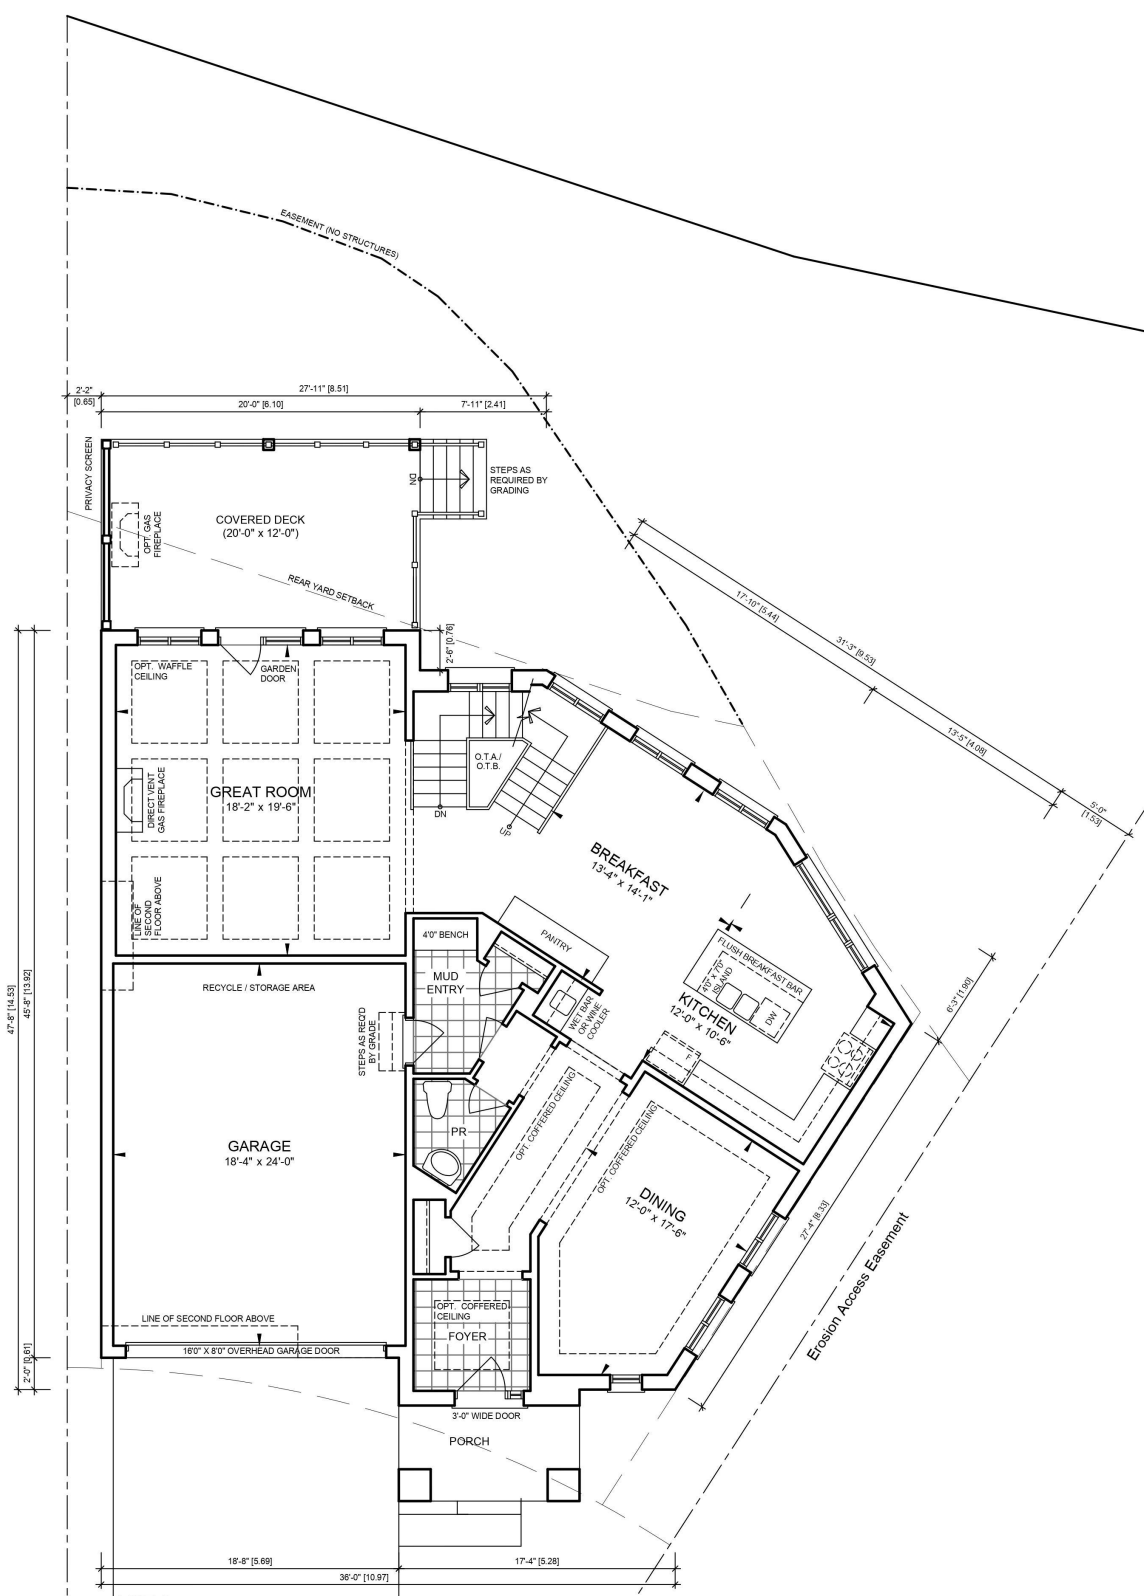 EASEMENT (NO STRUCTURES)
2'-2"
[0.65]
27'-11" [8.51]
20'-0" [6.10]
7'-11" [2.41]
PRIVACY SCREEN
DN
STEPS AS
REQUIRED BY
GRADING
COVERED DECK
(20'-0" x 12'-0")
OPT. GAS
FIREPLACE
REAR YARD SETBACK
17'-10" [5.44]
31'-3" [9.53]
13'-5" [4.08]
5'-0"
[1.53]
2'-6" [0.76]
OPT. WAFFLE
CEILING
GARDEN
DOOR
O.T.A./
O.T.B.
DN
UP
DIRECT VENT
GAS FIREPLACE
GREAT ROOM
18'-2" x 19'-6"
BREAKFAST
13'-4" x 14'-1"
LINE OF
SECOND
FLOOR ABOVE
4'0" BENCH
PANTRY
FLUSH BREAKFAST BAR
4'0" x 7'0"
ISLAND
DW
MUD
ENTRY
WET BAR
OR WINE
COOLER
KITCHEN
12'-0" x 10'-6"
F
6'-3" [1.90]
47'-8" [14.53]
45'-8" [13.92]
RECYCLE / STORAGE AREA
STEPS AS REQ'D
BY GRADE
PR
OPT. COFFERED CEILING
OPT. COFFERED CEILING
GARAGE
18'-4" x 24'-0"
DINING
12'-0" x 17'-6"
27'-4" [8.33]
Erosion Access Easement
LINE OF SECOND FLOOR ABOVE
16'0" X 8'0" OVERHEAD GARAGE DOOR
OPT. COFFERED
CEILING
FOYER
2'-0" [0.61]
3'-0" WIDE DOOR
PORCH
18'-8" [5.69]
17'-4" [5.28]
36'-0" [10.97]